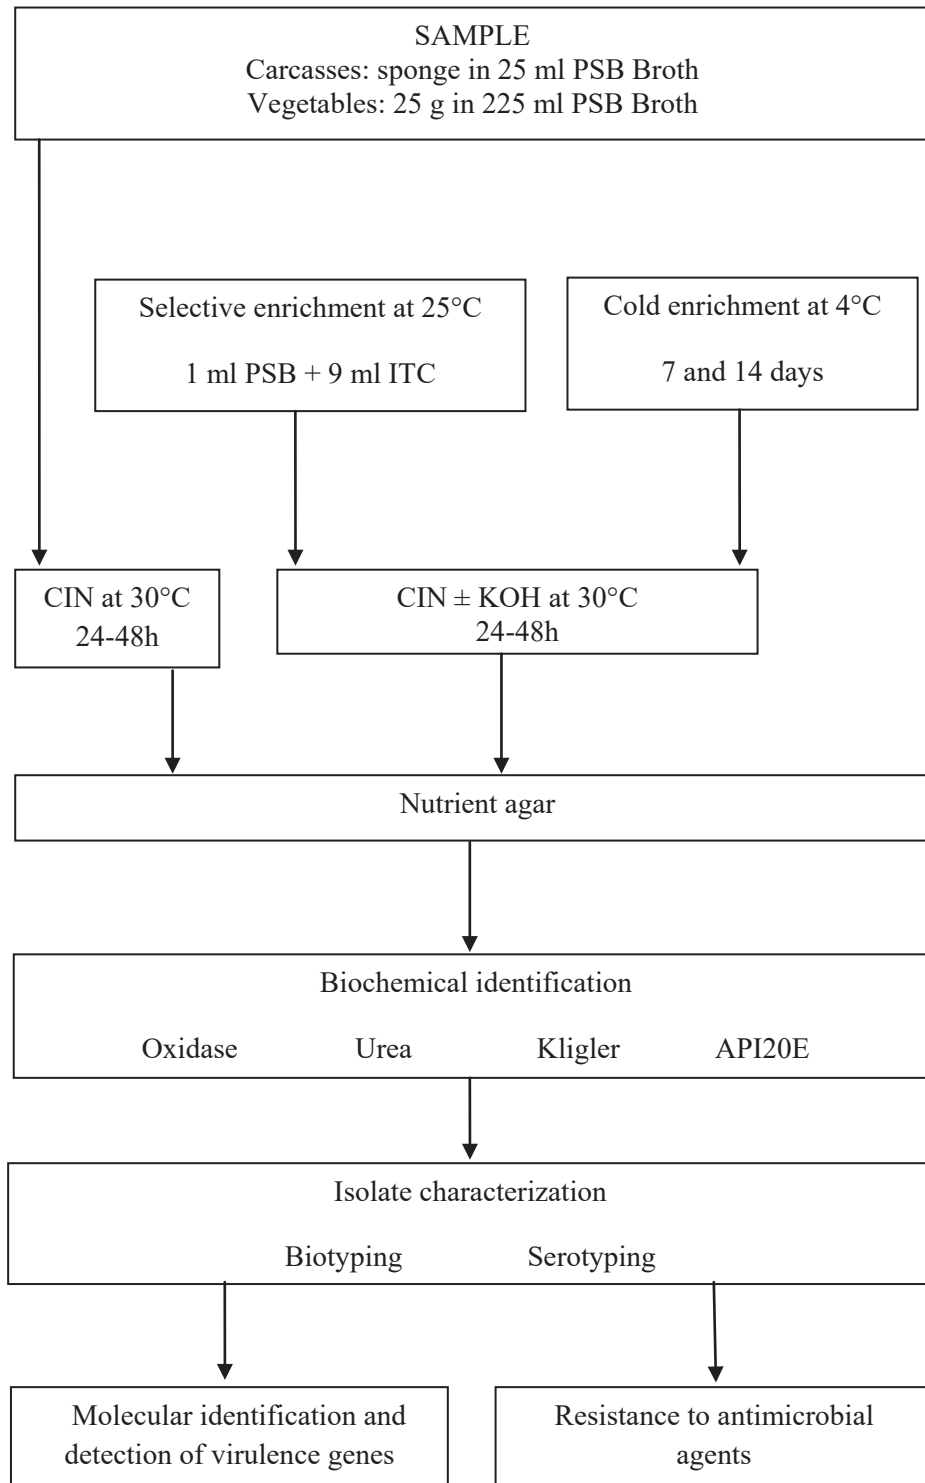 SAMPLE
Carcasses: sponge in 25 ml PSB Broth
Vegetables: 25 g in 225 ml PSB Broth
Selective enrichment at 25°C
1 ml PSB + 9 ml ITC
Cold enrichment at 4°C
7 and 14 days
CIN at 30°C
24-48h
CIN ± KOH at 30°C
24-48h
Nutrient agar
Biochemical identification
Oxidase Urea Kligler API20E
Isolate characterization
Biotyping Serotyping
Molecular identification and
detection of virulence genes
Resistance to antimicrobial
agents